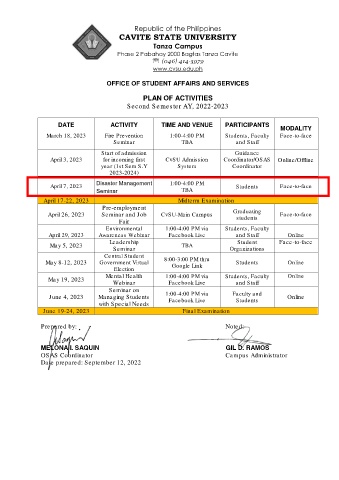 Republic of the Philippines
CAVITE STATE UNIVERSITY
Tanza Campus
Phase 2 Pabahay 2000 Bagtas Tanza Cavite
☏ (046) 414-3979
www.cvsu.edu.ph
OFFICE OF STUDENT AFFAIRS AND SERVICES
PLAN OF ACTIVITIES
Second Semester AY, 2022-2023
DATE ACTIVITY TIME AND VENUE PARTICIPANTS MODALITY
March 18, 2023 Fire Prevention Seminar 1:00-4:00 PM TBA Students, Faculty and Staff Face-to-face
April 3, 2023 Start of admission for incoming first year (1st Sem S.Y 2023-2024) CvSU Admission System Guidance Coordinator/OSAS Coordinator Online/Offline
April 7, 2023 Disaster Management Seminar 1:00-4:00 PM TBA Students Face-to-face
April 17-22, 2023 Midterm Examination
April 26, 2023 Pre-employment Seminar and Job Fair CvSU-Main Campus Graduating students Face-to-face
April 29, 2023 Environmental Awareness Webinar 1:00-4:00 PM via Facebook Live Students, Faculty and Staff Online
May 5, 2023 Leadership Seminar TBA Student Organizations Face-to-face
May 8-12, 2023 Central Student Government Virtual Election 8:00-3:00 PM thru Google Link Students Online
May 19, 2023 Mental Health Webinar 1:00-4:00 PM via Facebook Live Students, Faculty and Staff Online
June 4, 2023 Seminar on Managing Students with Special Needs 1:00-4:00 PM via Facebook Live Faculty and Students Online
June 19-24, 2023 Final Examination
Prepared by: Noted:
MELONA I. SAQUIN GIL D. RAMOS
OSAS Coordinator Campus Administrator
Date prepared: September 12, 2022